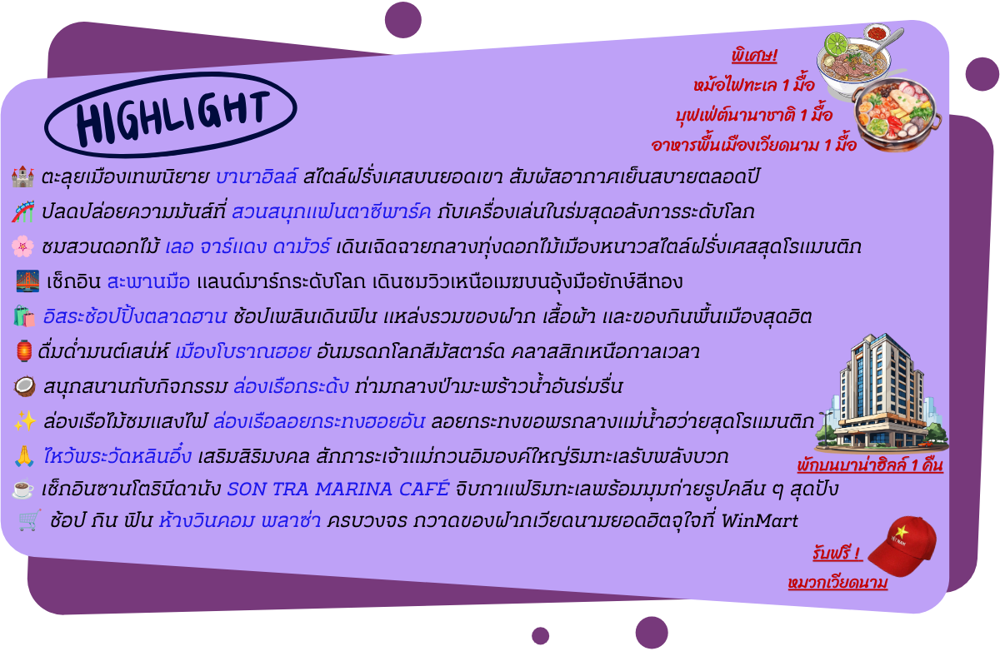 พิเศษ!
หม้อไฟทะเล 1 มื้อ
บุฟเฟ่ต์นานาชาติ 1 มื้อ
อาหารพื้นเมืองเวียดนาม 1 มื้อ
HIGHLIGHT
ตะลุยเมืองเทพนิยาย บานาฮิลล์ สไตล์ฝรั่งเศสบนยอดเขา สัมผัสอากาศเย็นสบายตลอดปี
ปลดปล่อยความมันส์ที่ สวนสนุกแฟนตาซีพาร์ค กับเครื่องเล่นในร่มสุดอลังการระดับโลก
ชมสวนดอกไม้ เลอ จาร์แดง ดามัวร์ เดินเฉิดฉายกลางทุ่งดอกไม้เมืองหนาวสไตล์ฝรั่งเศสสุดโรแมนติก
เช็กอิน สะพานมือ แลนด์มาร์กระดับโลก เดินชมวิวเหนือเมฆบนอุ้งมือยักษ์สีทอง
อิสระช้อปปิ้งตลาดฮาน ช้อปเพลินเดินฟิน แหล่งรวมของฝาก เสื้อผ้า และของกินพื้นเมืองสุดฮิต
ดื่มด่ำมนต์เสน่ห์ เมืองโบราณฮอย อันมรดกโลกสีมัสตาร์ด คลาสสิกเหนือกาลเวลา
สนุกสนานกับกิจกรรม ล่องเรือกระด้ง ท่ามกลางป่ามะพร้าวน้ำอันร่มรื่น
ล่องเรือไม้ชมแสงไฟ ล่องเรือลอยกระทงฮอยอัน ลอยกระทงขอพรกลางแม่น้ำฮว่ายสุดโรแมนติก
ไหว้พระวัดหลินอึ๋ง เสริมสิริมงคล สักการะเจ้าแม่กวนอิมองค์ใหญ่ริมทะเลรับพลังบวก
พักบนบาน่าฮิลล์ 1 คืน
เช็กอินซานโตรินีดานัง SON TRA MARINA CAFÉ จิบกาแฟริมทะเลพร้อมมุมถ่ายรูปคลีน ๆ สุดปัง
ช้อป กิน ฟิน ห้างวินคอม พลาซ่า ครบวงจร กวาดของฝากเวียดนามยอดฮิตจุใจที่ WinMart
VIỆT NAM
รับฟรี !
หมวกเวียดนาม